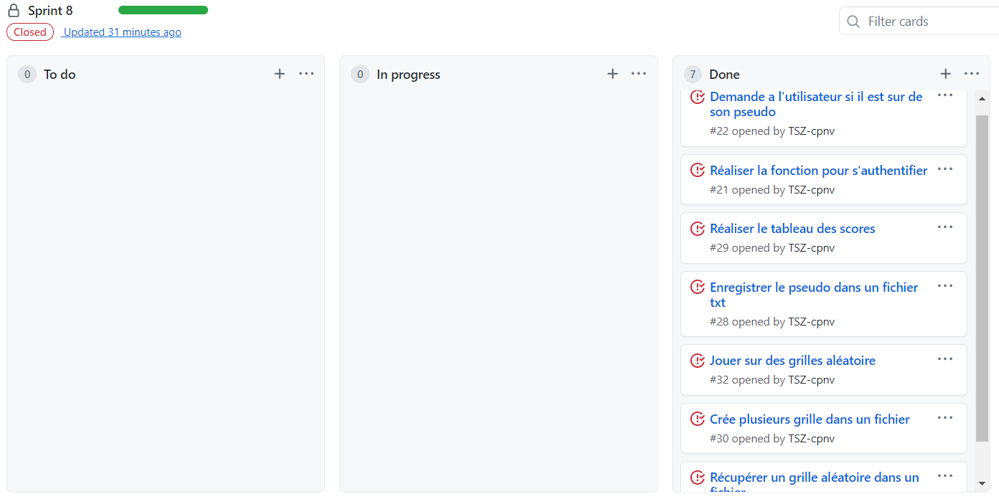 Sprint 8
Closed Updated 31 minutes ago
Filter cards
0 To do
0 In progress
7 Done
Demande a l'utilisateur si il est sur de
son pseudo
#22 opened by TSZ-cpnv
Réaliser la fonction pour s'authentifier
#21 opened by TSZ-cpnv
Réaliser le tableau des scores
#29 opened by TSZ-cpnv
Enregistrer le pseudo dans un fichier
txt
#28 opened by TSZ-cpnv
Jouer sur des grilles aléatoire
#32 opened by TSZ-cpnv
Crée plusieurs grille dans un fichier
#30 opened by TSZ-cpnv
Récupérer un grille aléatoire dans un
fichier